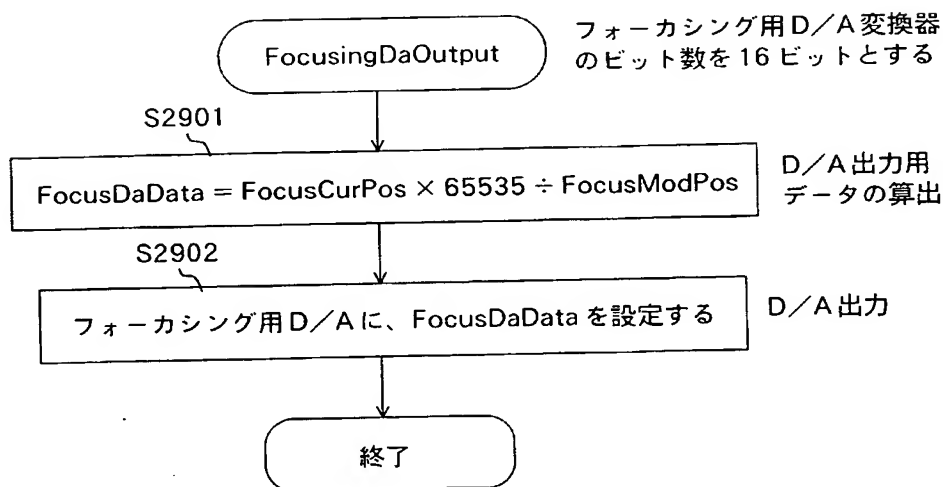 FocusingDaOutput
フォーカシング用D/A変換器
のビット数を16ビットとする
S2901
FocusDaData = FocusCurPos × 65535 ÷ FocusModPos
D/A出力用
データの算出
S2902
フォーカシング用D/Aに、FocusDaDataを設定する
D/A出力
終了